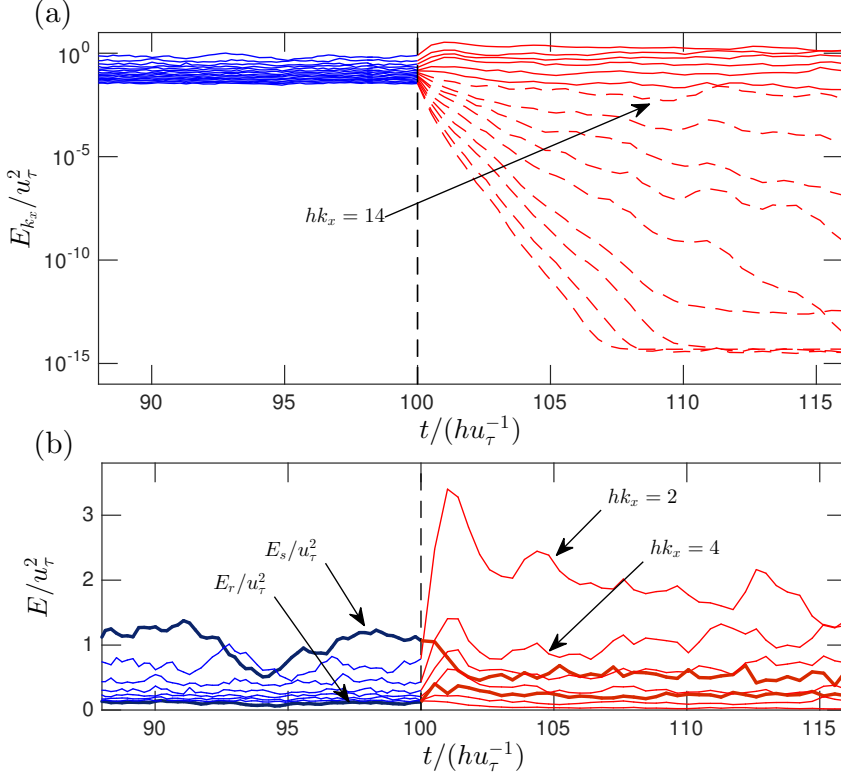 (a)
10^0
10^-5
10^-10
10^-15
E_{k_x}/u_τ^2
hk_x = 14
90 95 100 105 110 115
t/(hu_τ^{-1})
(b)
3
2
1
0
E/u_τ^2
E_s/u_τ^2
E_r/u_τ^2
hk_x = 2
hk_x = 4
90 95 100 105 110 115
t/(hu_τ^{-1})